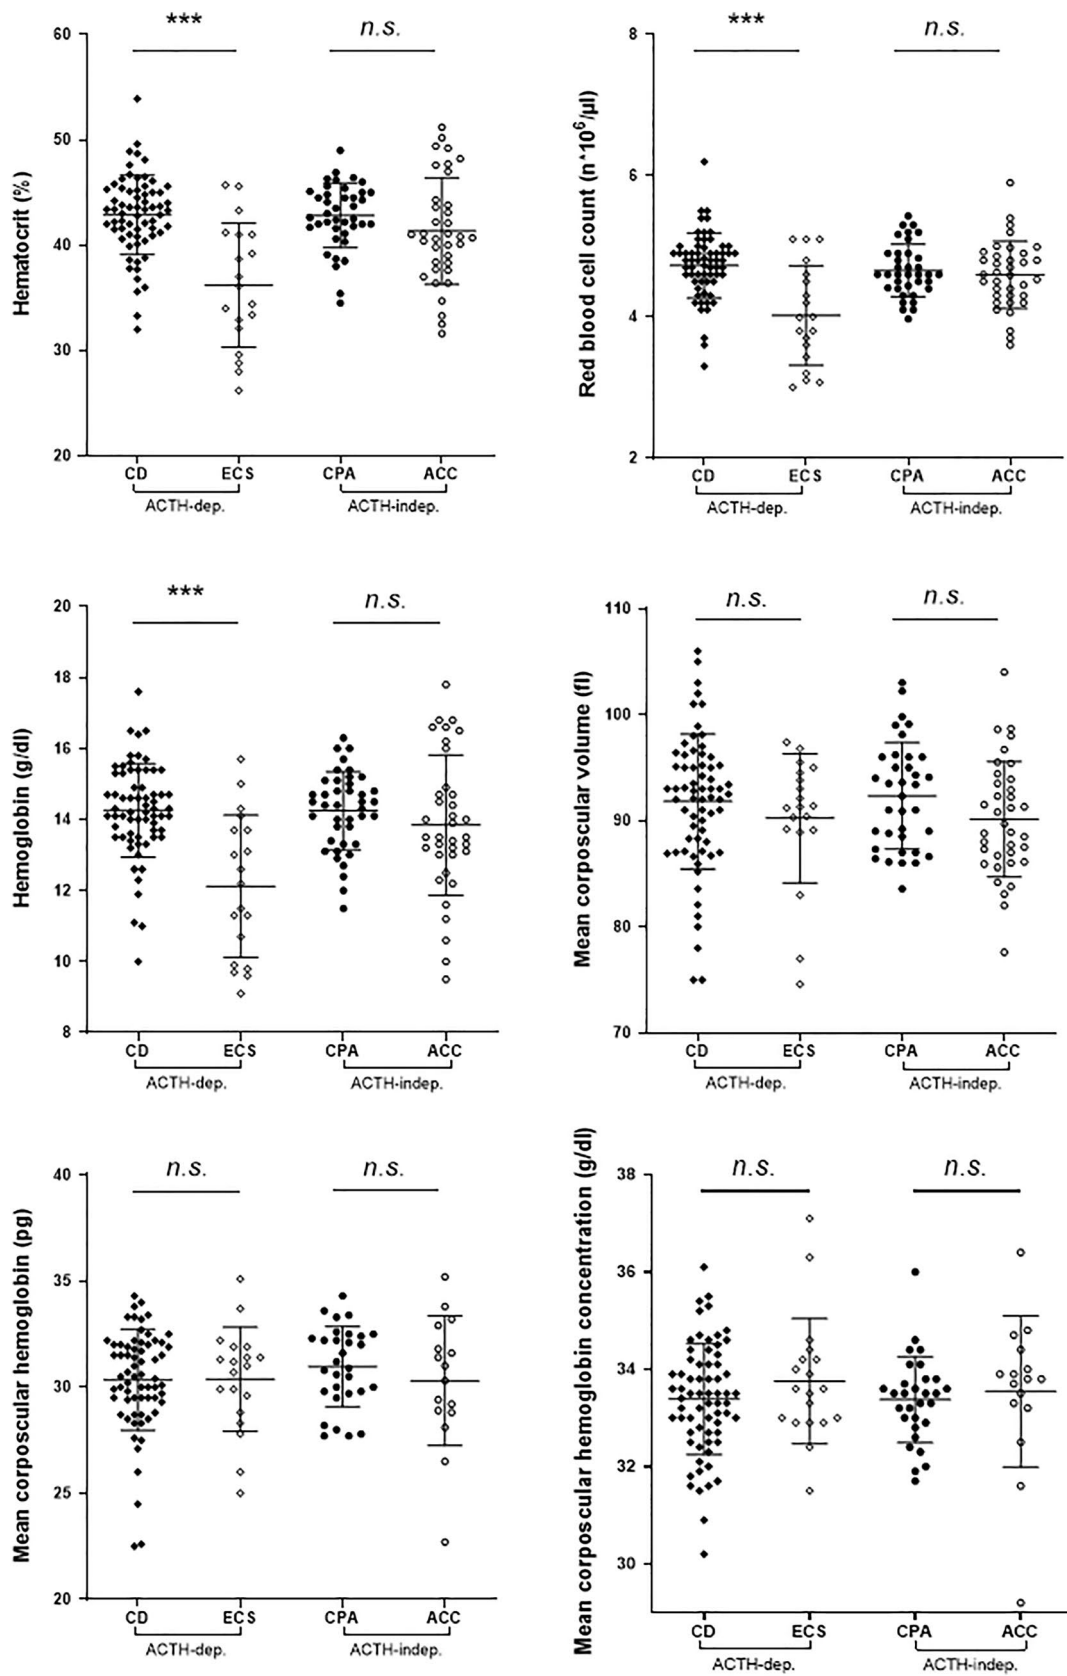 *** n.s.
Hematocrit (%)
60
50
40
30
20
CD ECS CPA ACC
ACTH-dep. ACTH-indep.
*** n.s.
Red blood cell count (n*10^6/µl)
8
6
4
2
CD ECS CPA ACC
ACTH-dep. ACTH-indep.
*** n.s.
Hemoglobin (g/dl)
20
18
16
14
12
10
8
CD ECS CPA ACC
ACTH-dep. ACTH-indep.
n.s. n.s.
Mean corposcular volume (fl)
110
100
90
80
70
CD ECS CPA ACC
ACTH-dep. ACTH-indep.
n.s. n.s.
Mean corposcular hemoglobin (pg)
40
35
30
25
20
CD ECS CPA ACC
ACTH-dep. ACTH-indep.
n.s. n.s.
Mean corposcular hemoglobin concentration (g/dl)
38
36
34
32
30
CD ECS CPA ACC
ACTH-dep. ACTH-indep.